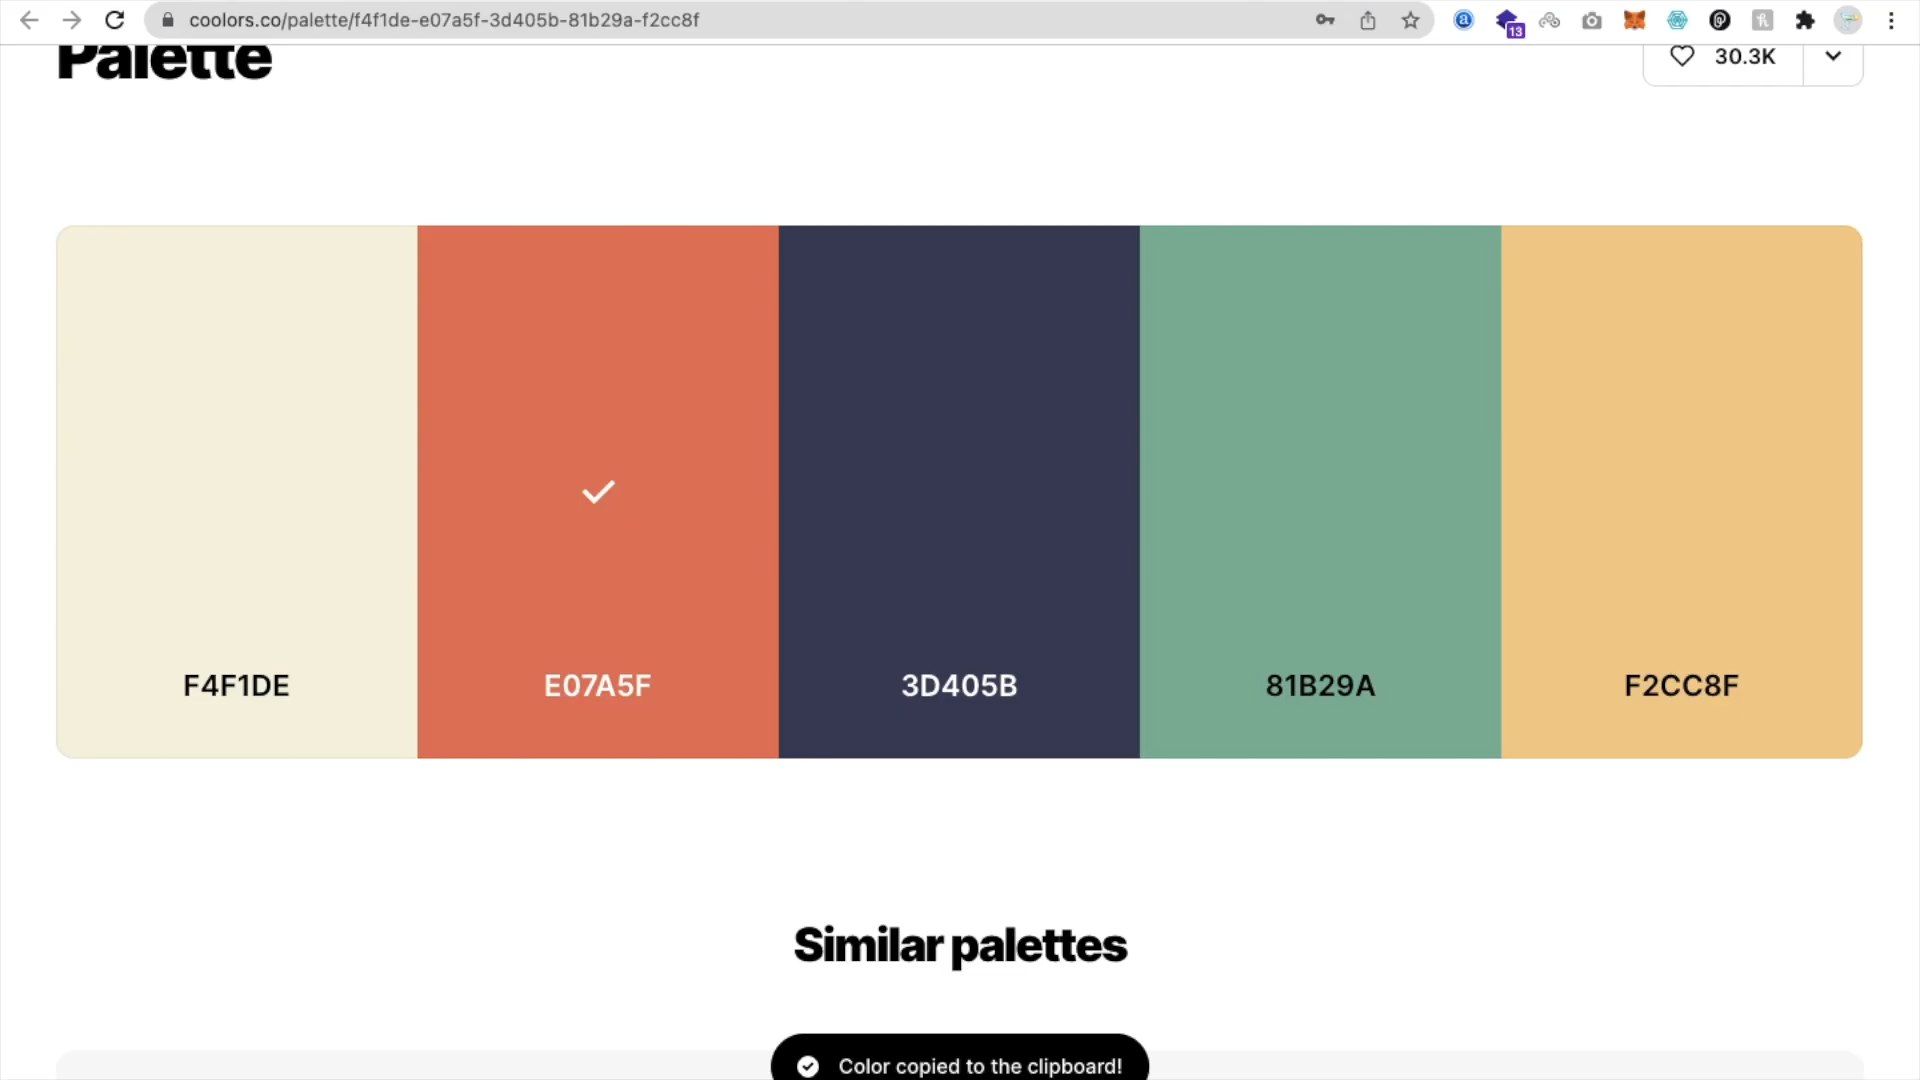 coolors.co/palette/f4f1de-e07a5f-3d405b-81b29a-f2cc8f
13
Palette
30.3K
F4F1DE
E07A5F
3D405B
81B29A
F2CC8F
Similar palettes
Color copied to the clipboard!